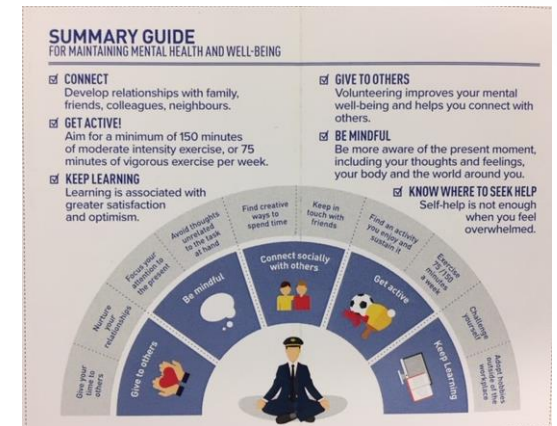 SUMMARY GUIDE
FOR MAINTAINING MENTAL HEALTH AND WELL-BEING
CONNECT
Develop relationships with family,
friends, colleagues, neighbours.
GET ACTIVE!
Aim for a minimum of 150 minutes
of moderate intensity exercise, or 75
minutes of vigorous exercise per week.
KEEP LEARNING
Learning is associated with
greater satisfaction
and optimism.
GIVE TO OTHERS
Volunteering improves your mental
well-being and helps you connect with
others.
BE MINDFUL
Be more aware of the present moment,
including your thoughts and feelings,
your body and the world around you.
KNOW WHERE TO SEEK HELP
Self-help is not enough
when you feel
overwhelmed.
Give your
time to
others
Nurture
your
relationships
Focus your
attention to
the present
Avoid thoughts
unrelated
to the task
at hand
Find creative
ways to
spend time
Keep in
touch with
friends
Find an activity
you enjoy and
sustain it
Exercise
75/150
minutes
a week
Challenge
yourself
Adopt hobbies
outside of the
workplace
Give to others
Be mindful
Connect socially
with others
Get active
Keep Learning